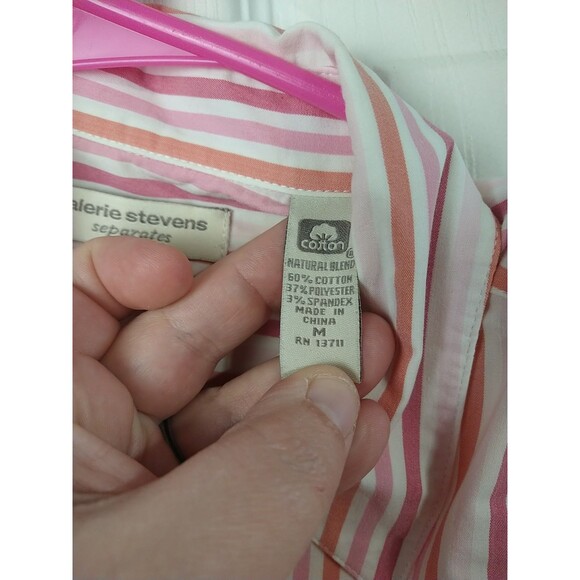 alerie stevens
separates
cotton
®
NATURAL BLEND
60% COTTON
37% POLYESTER
3% SPANDEX
MADE IN
CHINA
M
RN 13711